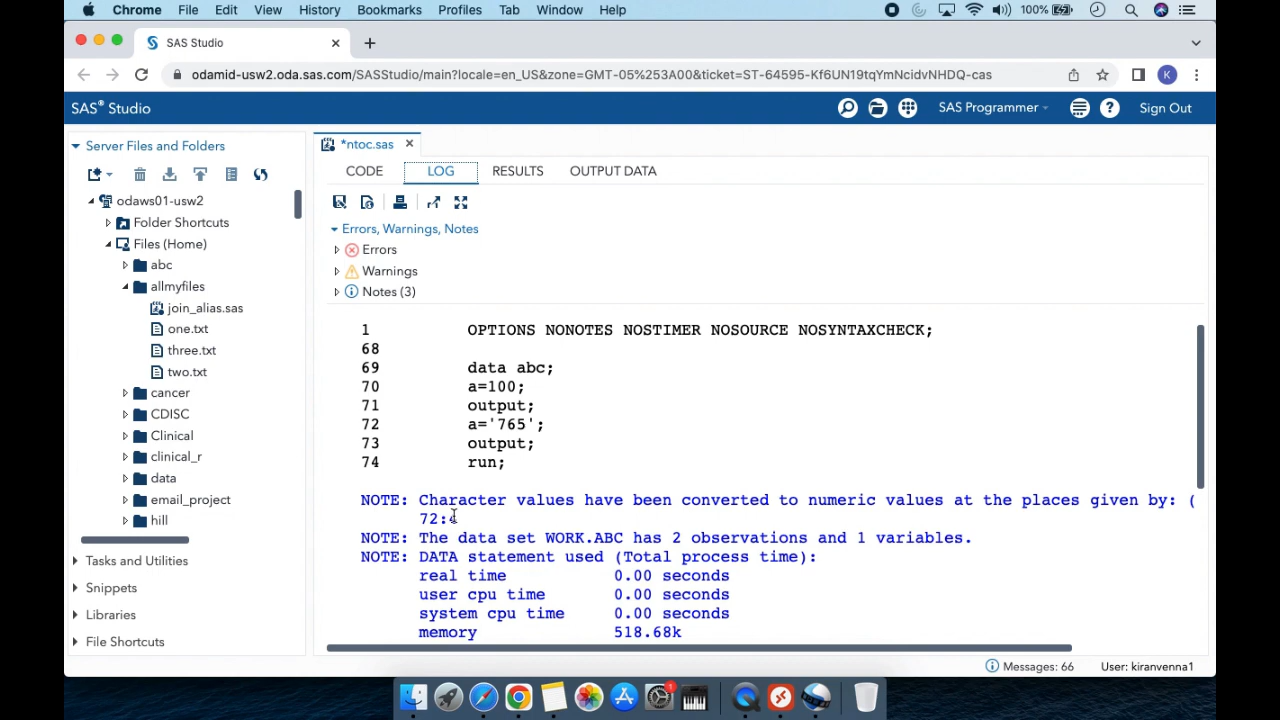 Chrome File Edit View History Bookmarks Profiles Tab Window Help 100%
SAS Studio
odamid-usw2.oda.sas.com/SASStudio/main?locale=en_US&zone=GMT-05%253A00&ticket=ST-64595-Kf6UN19tqYmNcidvNHDQ-cas K
SAS® Studio SAS Programmer Sign Out
Server Files and Folders
*ntoc.sas
CODE LOG RESULTS OUTPUT DATA
odaws01-usw2
Folder Shortcuts
Files (Home)
abc
allmyfiles
join_alias.sas
one.txt
three.txt
two.txt
cancer
CDISC
Clinical
clinical_r
data
email_project
hill
Tasks and Utilities
Snippets
Libraries
File Shortcuts
Errors, Warnings, Notes
Errors
Warnings
Notes (3)
1 OPTIONS NONOTES NOSTIMER NOSOURCE NOSYNTAXCHECK;
68
69 data abc;
70 a=100;
71 output;
72 a='765';
73 output;
74 run;
NOTE: Character values have been converted to numeric values at the places given by: (
72:4
NOTE: The data set WORK.ABC has 2 observations and 1 variables.
NOTE: DATA statement used (Total process time):
real time 0.00 seconds
user cpu time 0.00 seconds
system cpu time 0.00 seconds
memory 518.68k
Messages: 66 User: kiranvenna1
1